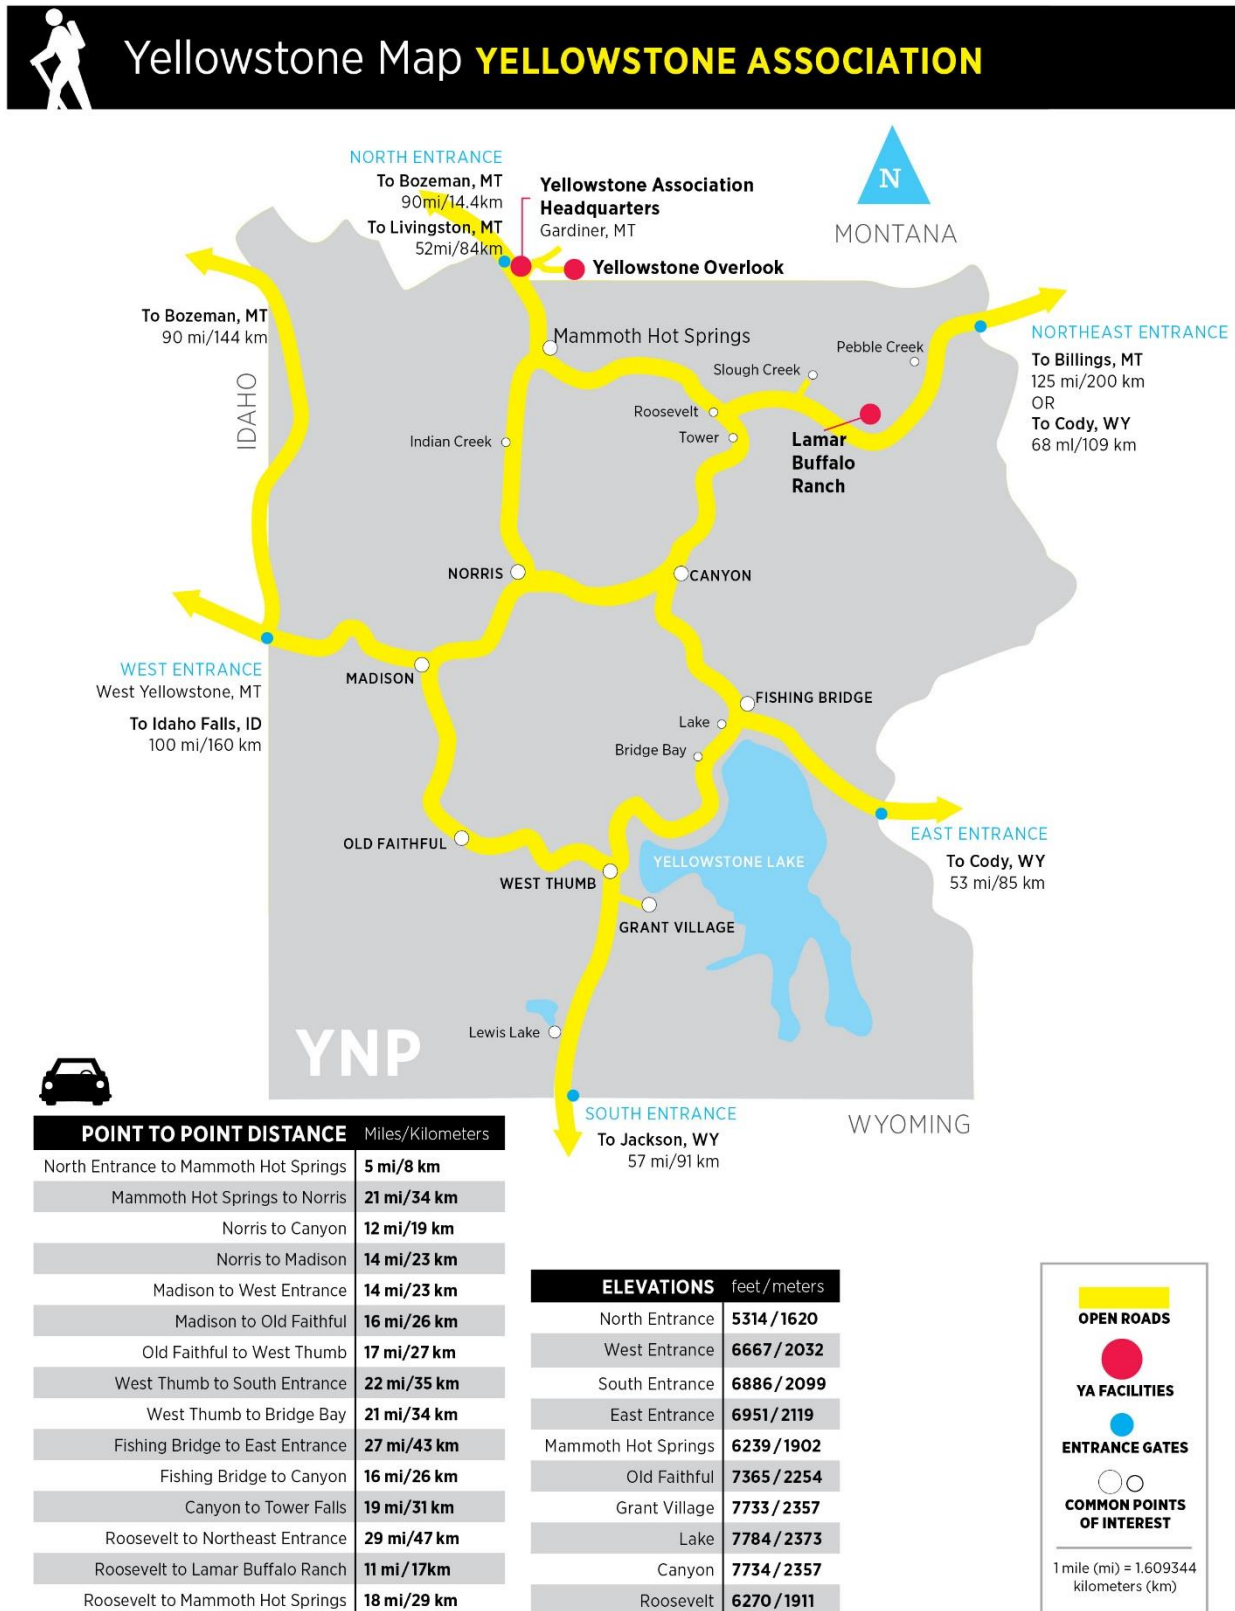 Yellowstone Map YELLOWSTONE ASSOCIATION
NORTH ENTRANCE
To Bozeman, MT
90mi/14.4km
To Livingston, MT
52mi/84km
Yellowstone Association
Headquarters
Gardiner, MT
Yellowstone Overlook
N
MONTANA
To Bozeman, MT
90 mi/144 km
IDAHO
Mammoth Hot Springs
Pebble Creek
Slough Creek
Roosevelt
Tower
Indian Creek
Lamar
Buffalo
Ranch
NORTHEAST ENTRANCE
To Billings, MT
125 mi/200 km
OR
To Cody, WY
68 ml/109 km
NORRIS
CANYON
WEST ENTRANCE
West Yellowstone, MT
To Idaho Falls, ID
100 mi/160 km
MADISON
FISHING BRIDGE
Lake
Bridge Bay
OLD FAITHFUL
WEST THUMB
YELLOWSTONE LAKE
GRANT VILLAGE
EAST ENTRANCE
To Cody, WY
53 mi/85 km
Lewis Lake
YNP
SOUTH ENTRANCE
To Jackson, WY
57 mi/91 km
WYOMING
POINT TO POINT DISTANCE Miles/Kilometers
North Entrance to Mammoth Hot Springs 5 mi/8 km
Mammoth Hot Springs to Norris 21 mi/34 km
Norris to Canyon 12 mi/19 km
Norris to Madison 14 mi/23 km
Madison to West Entrance 14 mi/23 km
Madison to Old Faithful 16 mi/26 km
Old Faithful to West Thumb 17 mi/27 km
West Thumb to South Entrance 22 mi/35 km
West Thumb to Bridge Bay 21 mi/34 km
Fishing Bridge to East Entrance 27 mi/43 km
Fishing Bridge to Canyon 16 mi/26 km
Canyon to Tower Falls 19 mi/31 km
Roosevelt to Northeast Entrance 29 mi/47 km
Roosevelt to Lamar Buffalo Ranch 11 mi/17km
Roosevelt to Mammoth Hot Springs 18 mi/29 km
ELEVATIONS feet/meters
North Entrance 5314/1620
West Entrance 6667/2032
South Entrance 6886/2099
East Entrance 6951/2119
Mammoth Hot Springs 6239/1902
Old Faithful 7365/2254
Grant Village 7733/2357
Lake 7784/2373
Canyon 7734/2357
Roosevelt 6270/1911
OPEN ROADS
YA FACILITIES
ENTRANCE GATES
COMMON POINTS
OF INTEREST
1 mile (mi) = 1.609344
kilometers (km)